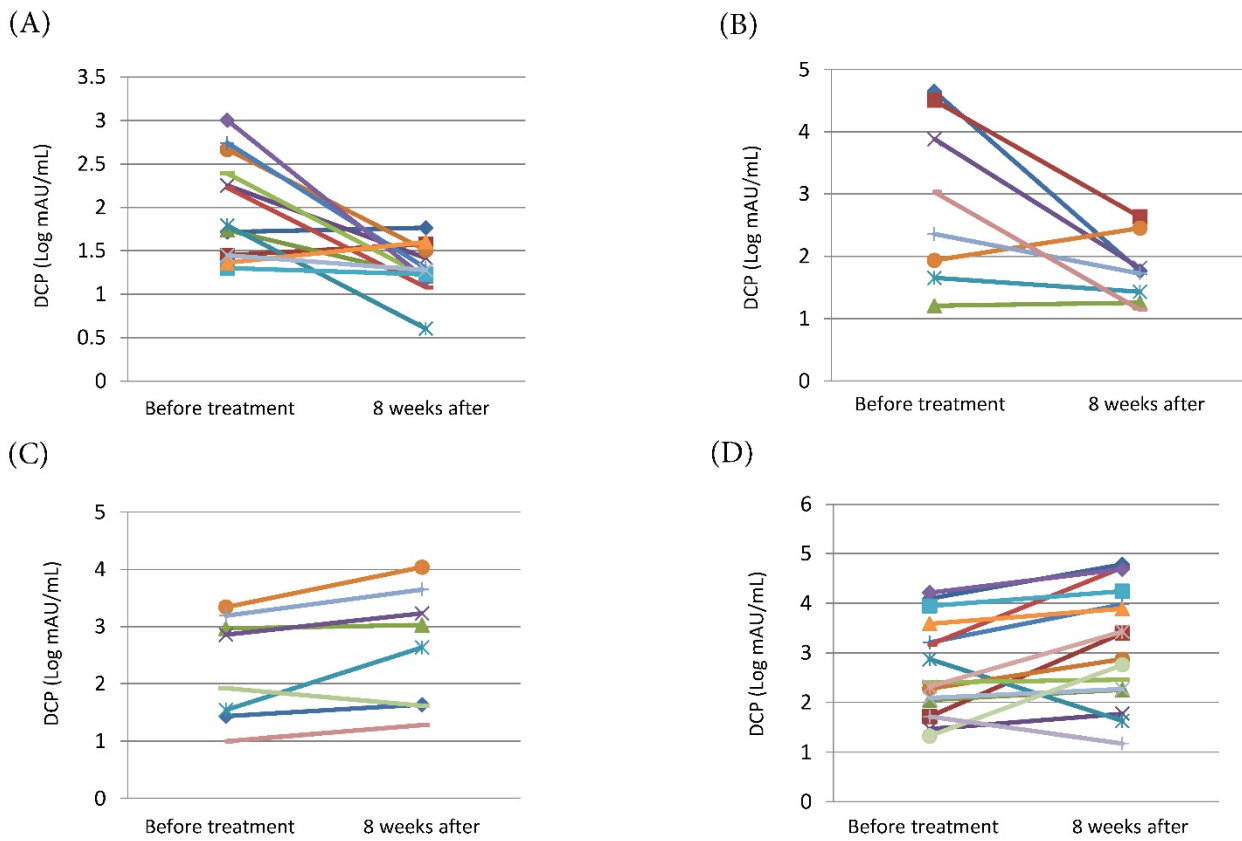 (A)
DCP (Log mAU/mL)
3.5
3
2.5
2
1.5
1
0.5
0
Before treatment 8 weeks after
(B)
DCP (Log mAU/mL)
5
4
3
2
1
0
Before treatment 8 weeks after
(C)
DCP (Log mAU/mL)
5
4
3
2
1
0
Before treatment 8 weeks after
(D)
DCP (Log mAU/mL)
6
5
4
3
2
1
0
Before treatment 8 weeks after